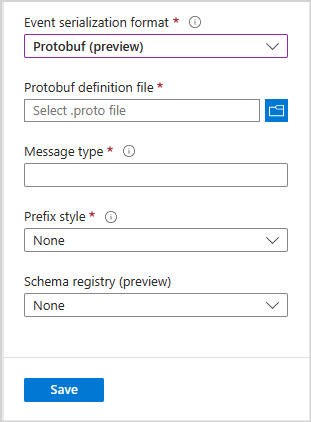 Event serialization format *
Protobuf (preview)
Protobuf definition file *
Select .proto file
Message type *
Prefix style *
None
Schema registry (preview)
None
Save